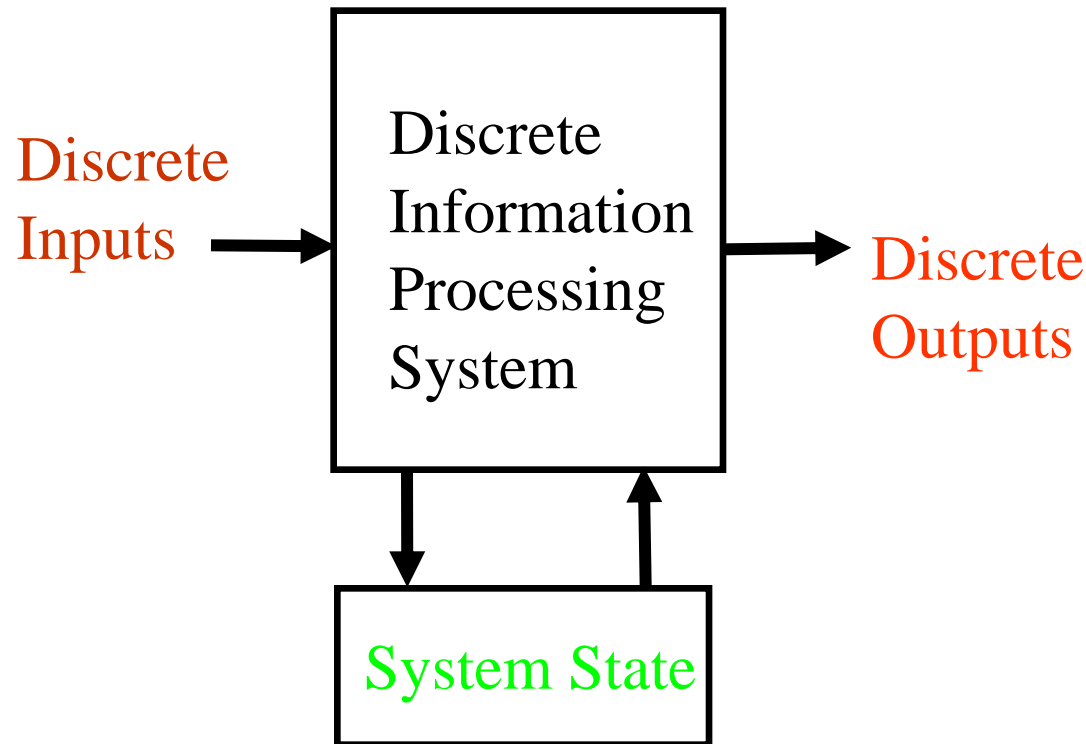 Discrete
Inputs
Discrete
Information
Processing
System
Discrete
Outputs
System State